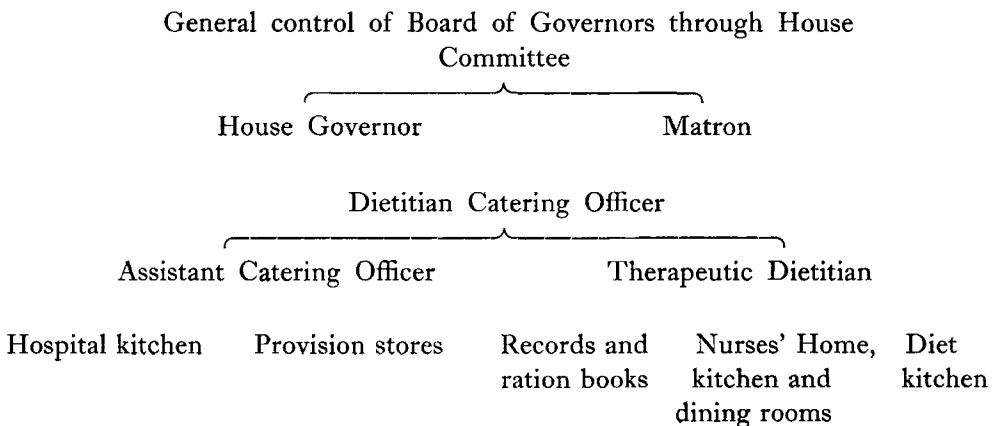 General control of Board of Governors through House
Committee
House Governor Matron
Dietitian Catering Officer
Assistant Catering Officer Therapeutic Dietitian
Hospital kitchen Provision stores Records and Nurses' Home, Diet
ration books kitchen and kitchen
dining rooms